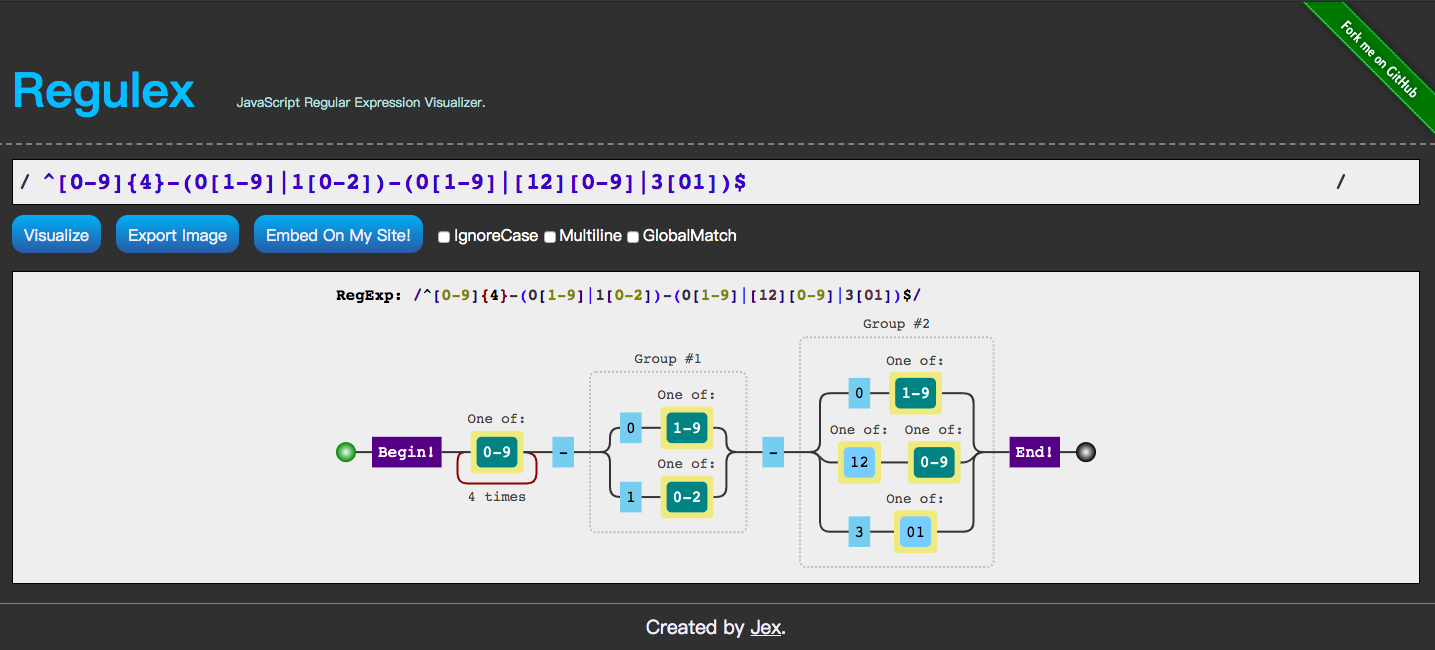 Fork me on GitHub
Regulex
JavaScript Regular Expression Visualizer.
/ ^[0-9]{4}-(0[1-9]|1[0-2])-(0[1-9]|[12][0-9]|3[01])$ /
Visualize Export Image Embed On My Site! IgnoreCase Multiline GlobalMatch
RegExp: /^[0-9]{4}-(0[1-9]|1[0-2])-(0[1-9]|[12][0-9]|3[01])$/
Group #2
Group #1 One of:
0 1-9
One of:
One of: 0 1-9 One of: One of:
Begin! 0-9 - - 12 0-9 End!
One of:
4 times 1 0-2 One of:
3 01
Created by Jex.